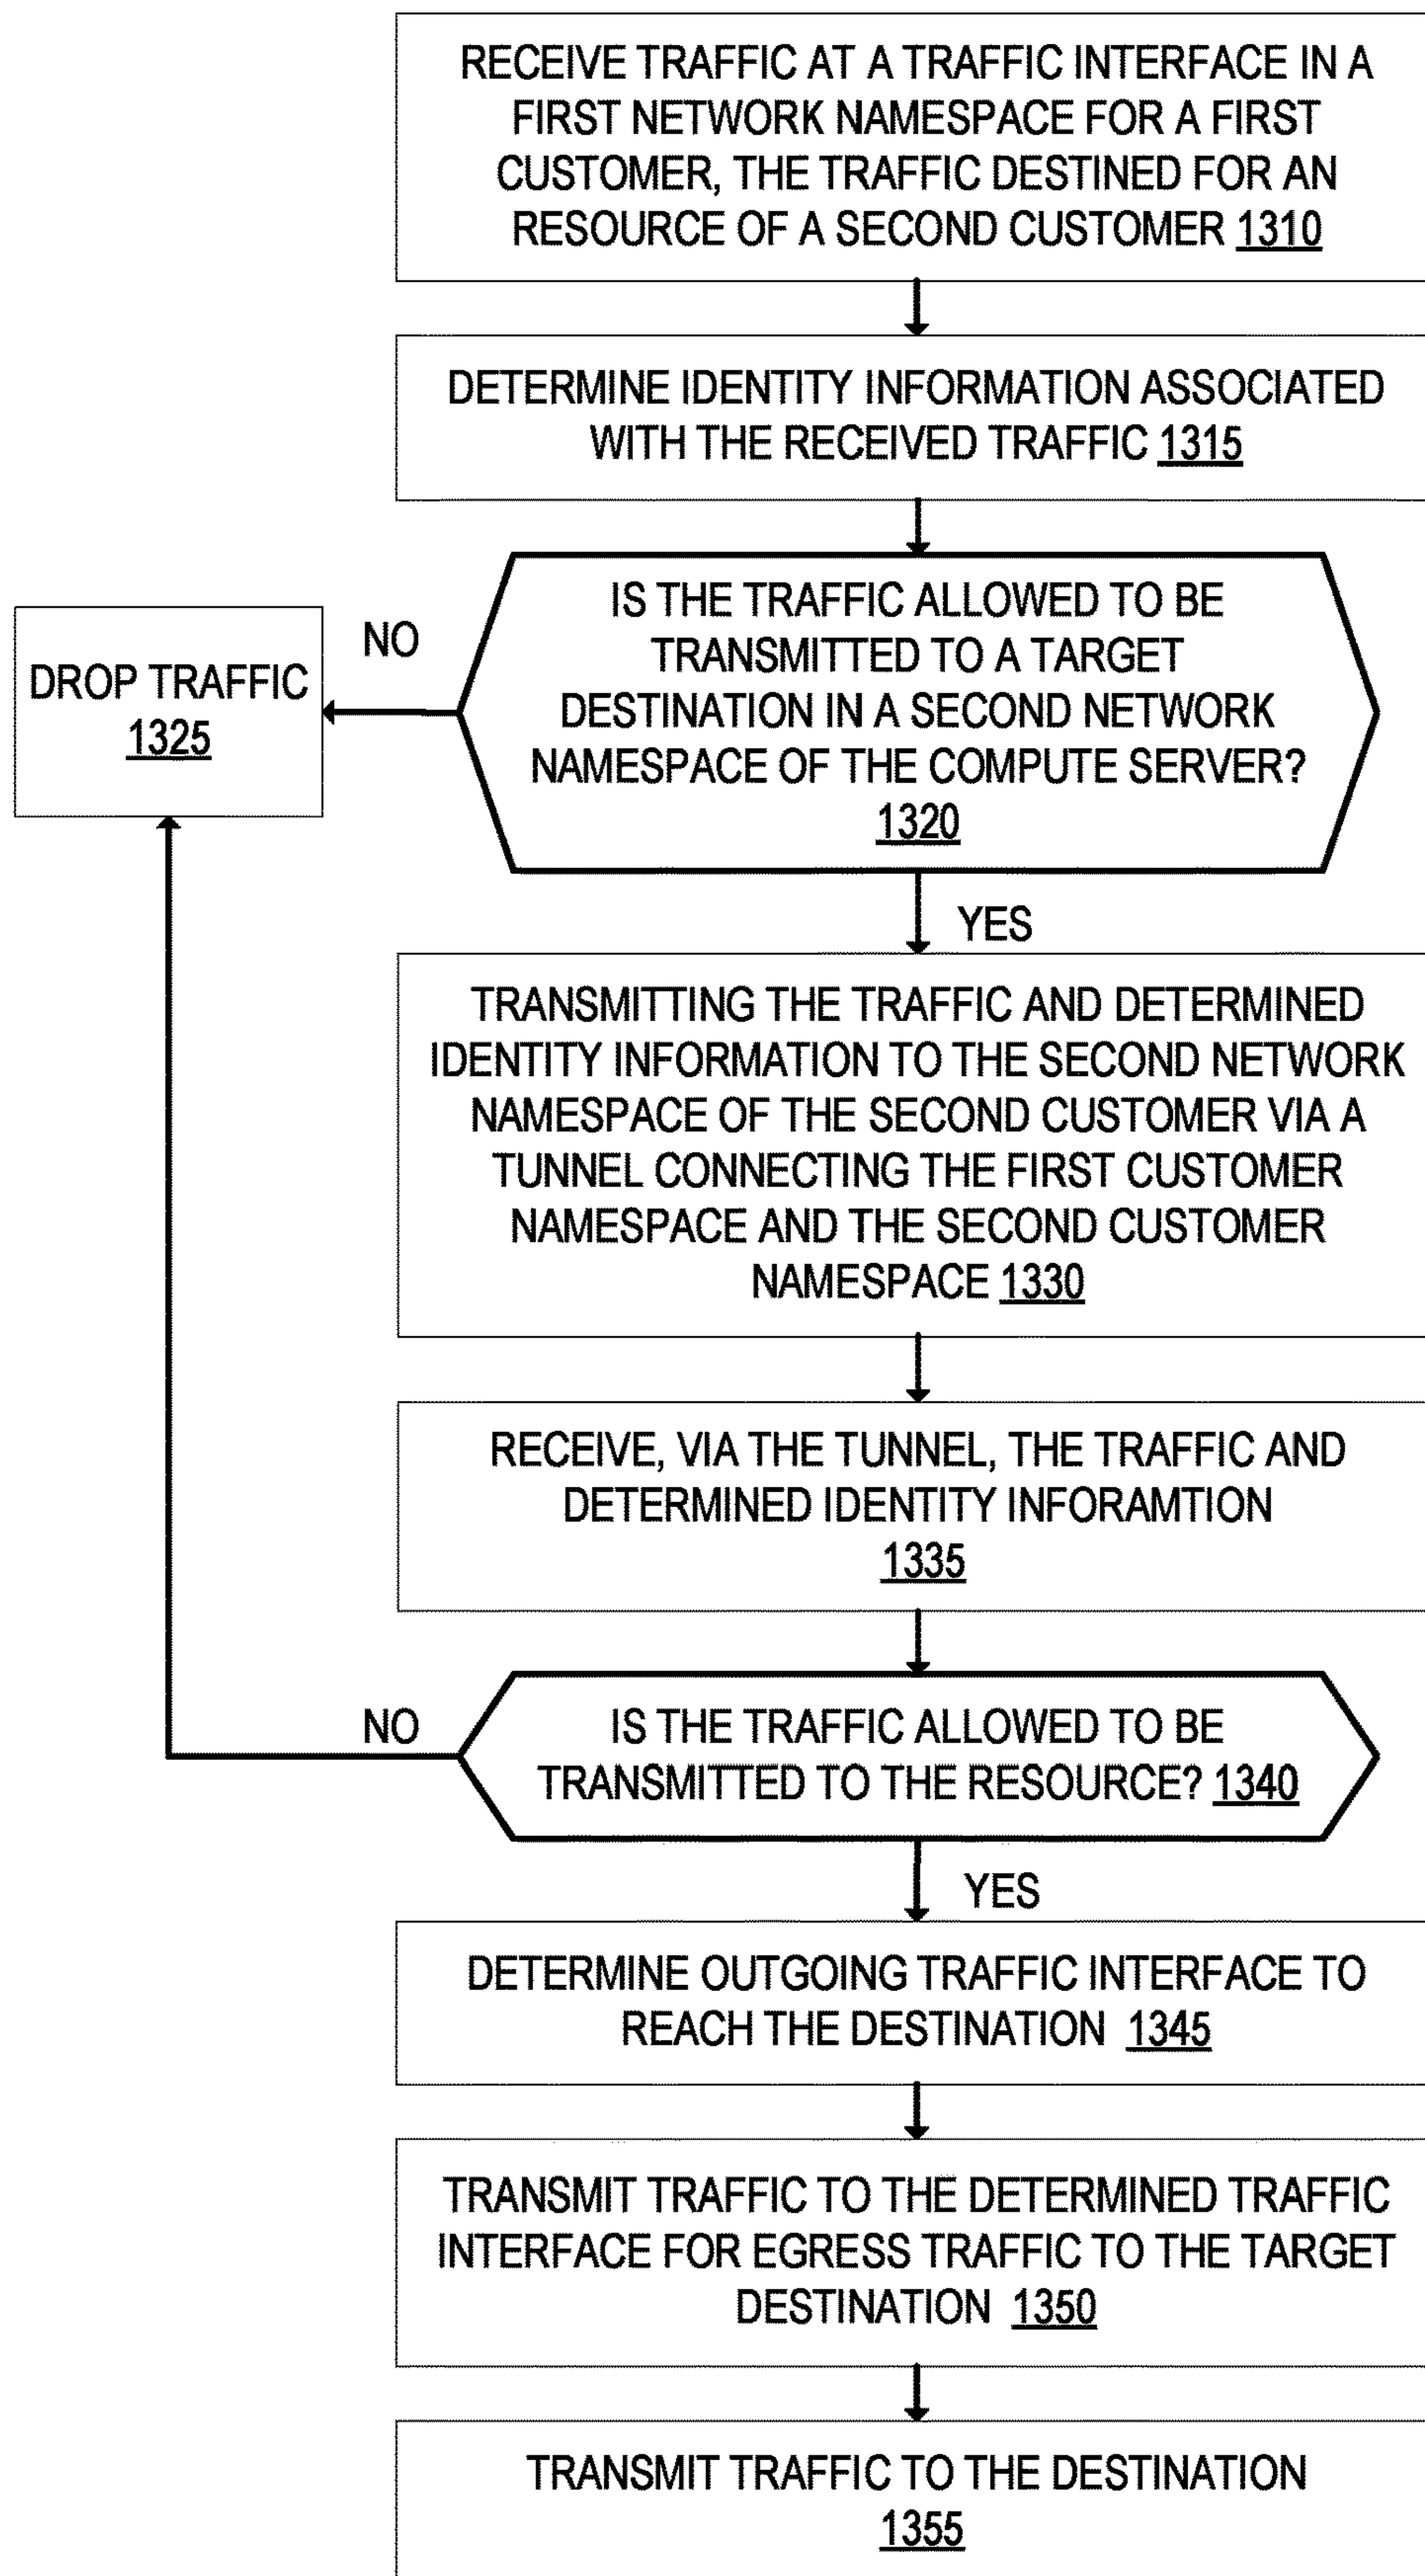 RECEIVE TRAFFIC AT A TRAFFIC INTERFACE IN A
FIRST NETWORK NAMESPACE FOR A FIRST
CUSTOMER, THE TRAFFIC DESTINED FOR AN
RESOURCE OF A SECOND CUSTOMER 1310
DETERMINE IDENTITY INFORMATION ASSOCIATED
WITH THE RECEIVED TRAFFIC 1315
IS THE TRAFFIC ALLOWED TO BE
TRANSMITTED TO A TARGET
DESTINATION IN A SECOND NETWORK
NAMESPACE OF THE COMPUTE SERVER?
1320
NO
DROP TRAFFIC
1325
YES
TRANSMITTING THE TRAFFIC AND DETERMINED
IDENTITY INFORMATION TO THE SECOND NETWORK
NAMESPACE OF THE SECOND CUSTOMER VIA A
TUNNEL CONNECTING THE FIRST CUSTOMER
NAMESPACE AND THE SECOND CUSTOMER
NAMESPACE 1330
RECEIVE, VIA THE TUNNEL, THE TRAFFIC AND
DETERMINED IDENTITY INFORAMTION
1335
NO
IS THE TRAFFIC ALLOWED TO BE
TRANSMITTED TO THE RESOURCE? 1340
YES
DETERMINE OUTGOING TRAFFIC INTERFACE TO
REACH THE DESTINATION 1345
TRANSMIT TRAFFIC TO THE DETERMINED TRAFFIC
INTERFACE FOR EGRESS TRAFFIC TO THE TARGET
DESTINATION 1350
TRANSMIT TRAFFIC TO THE DESTINATION
1355